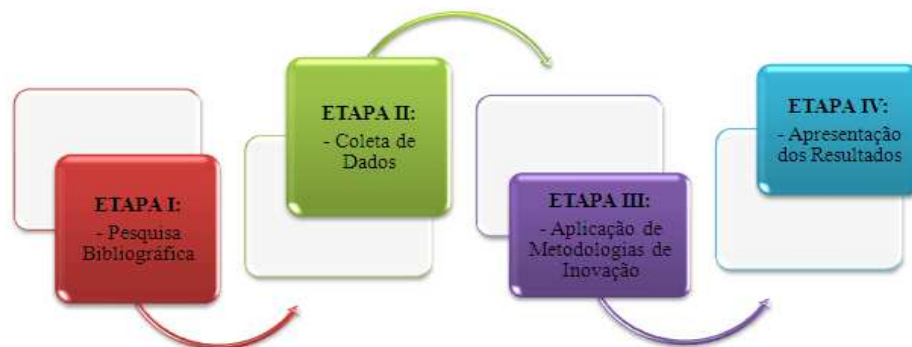 ETAPA I:
- Pesquisa
Bibliográfica
ETAPA II:
- Coleta de
Dados
ETAPA III:
- Aplicação de
Metodologias de
Inovação
ETAPA IV:
- Apresentação
dos Resultados